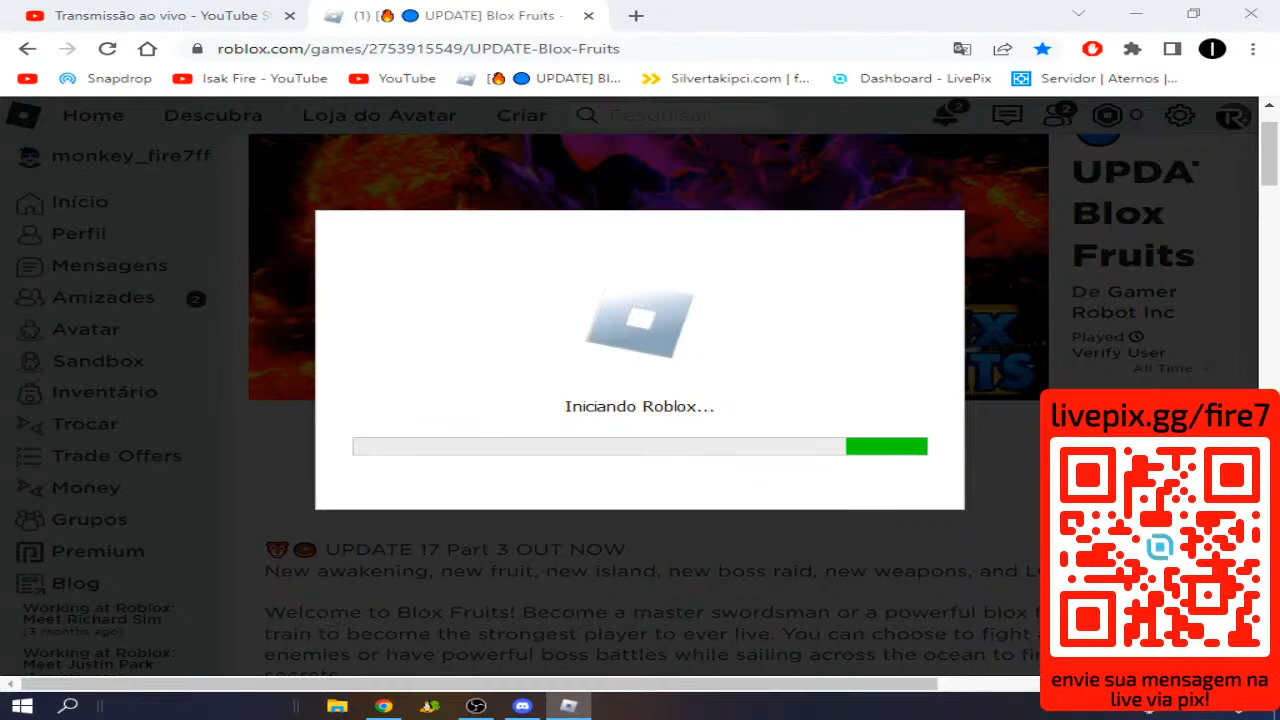 Transmissão ao vivo - YouTube S
(1) [🔥 🔵 UPDATE] Blox Fruits -
roblox.com/games/2753915549/UPDATE-Blox-Fruits
Snapdrop
Isak Fire - YouTube
YouTube
[🔥 🔵 UPDATE] Bl...
Silvertakipci.com | f...
Dashboard - LivePix
Servidor | Aternos |...
Home
Descubra
Loja do Avatar
Criar
Pesquisar
2
2
0
monkey_fire7ff
Início
Perfil
Mensagens
Amizades
2
Avatar
Sandbox
Inventário
Trocar
Trade Offers
Money
Grupos
Premium
Blog
Working at Roblox:
Meet Richard Sim
(3 months ago)
Working at Roblox:
Meet Justin Park
Iniciando Roblox...
UPDAT
Blox
Fruits
De Gamer
Robot Inc
Played
Verify User
All Time
UPDATE 17 Part 3 OUT NOW
New awakening, new fruit, new island, new boss raid, new weapons, and L
Welcome to Blox Fruits! Become a master swordsman or a powerful blox f
train to become the strongest player to ever live. You can choose to fight
enemies or have powerful boss battles while sailing across the ocean to fi
livepix.gg/fire7
envie sua mensagem na
live via pix!